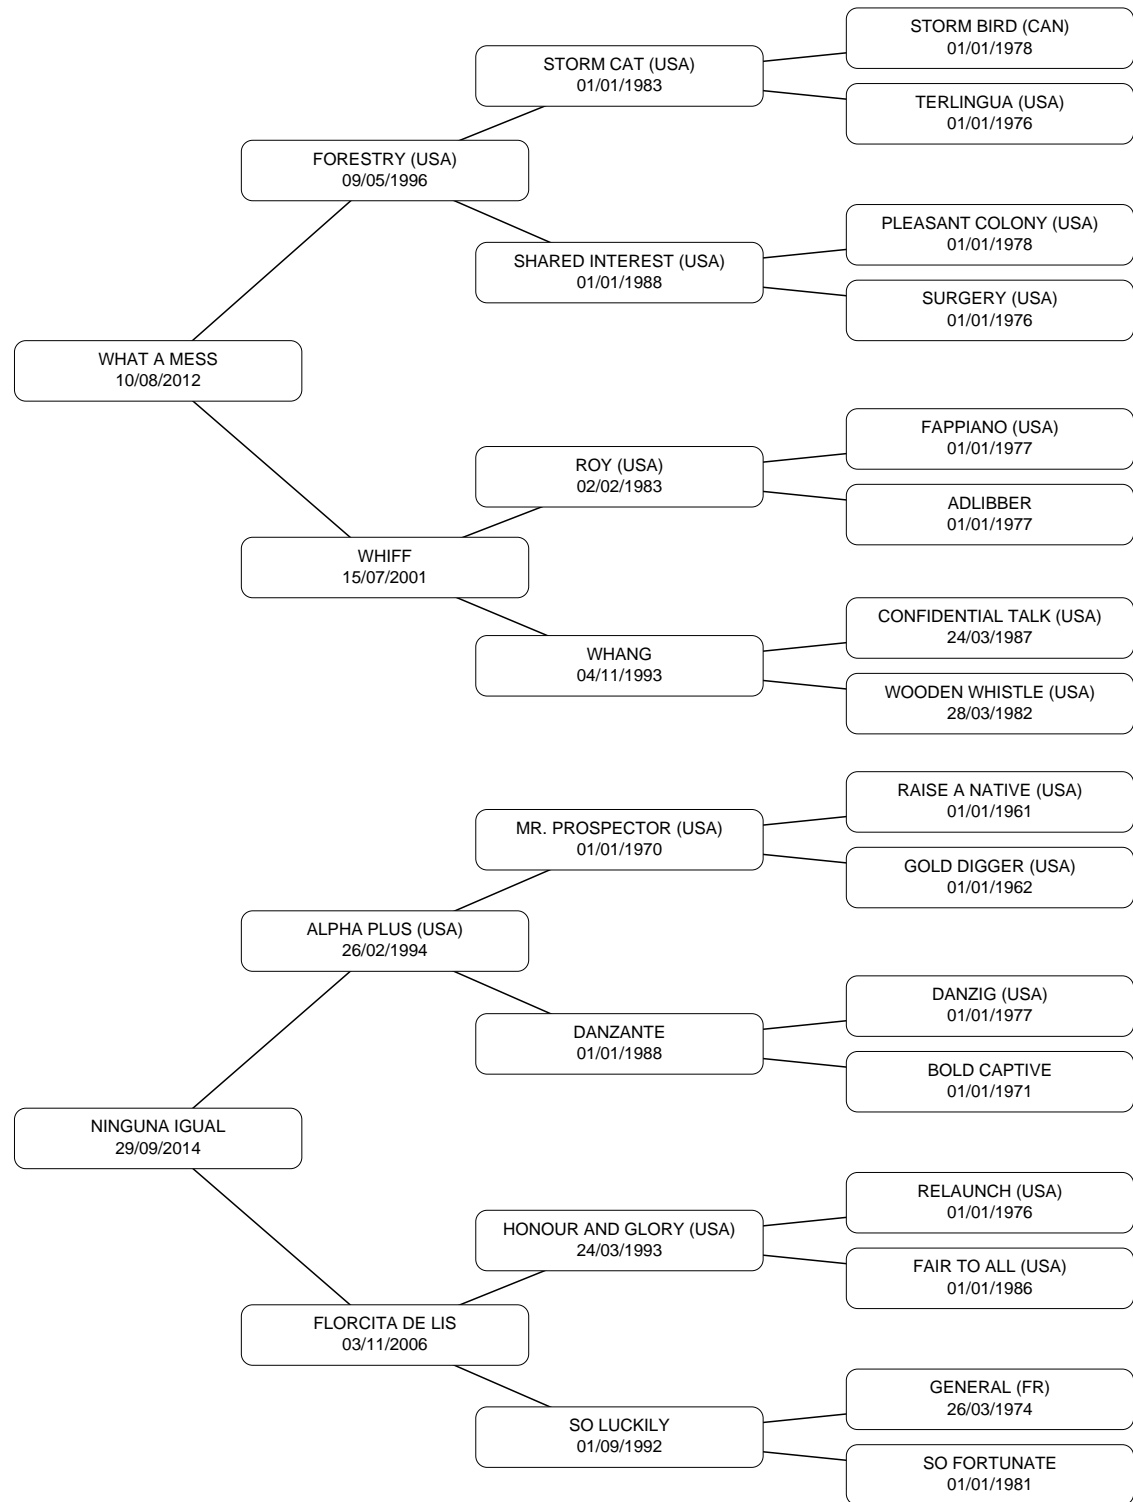 STORM BIRD (CAN)
01/01/1978
STORM CAT (USA)
01/01/1983
TERLINGUA (USA)
01/01/1976
FORESTRY (USA)
09/05/1996
PLEASANT COLONY (USA)
01/01/1978
SHARED INTEREST (USA)
01/01/1988
SURGERY (USA)
01/01/1976
WHAT A MESS
10/08/2012
FAPPIANO (USA)
01/01/1977
ROY (USA)
02/02/1983
ADLIBBER
01/01/1977
WHIFF
15/07/2001
CONFIDENTIAL TALK (USA)
24/03/1987
WHANG
04/11/1993
WOODEN WHISTLE (USA)
28/03/1982
RAISE A NATIVE (USA)
01/01/1961
MR. PROSPECTOR (USA)
01/01/1970
GOLD DIGGER (USA)
01/01/1962
ALPHA PLUS (USA)
26/02/1994
DANZIG (USA)
01/01/1977
DANZANTE
01/01/1988
BOLD CAPTIVE
01/01/1971
NINGUNA IGUAL
29/09/2014
RELAUNCH (USA)
01/01/1976
HONOUR AND GLORY (USA)
24/03/1993
FAIR TO ALL (USA)
01/01/1986
FLORCITA DE LIS
03/11/2006
GENERAL (FR)
26/03/1974
SO LUCKILY
01/09/1992
SO FORTUNATE
01/01/1981